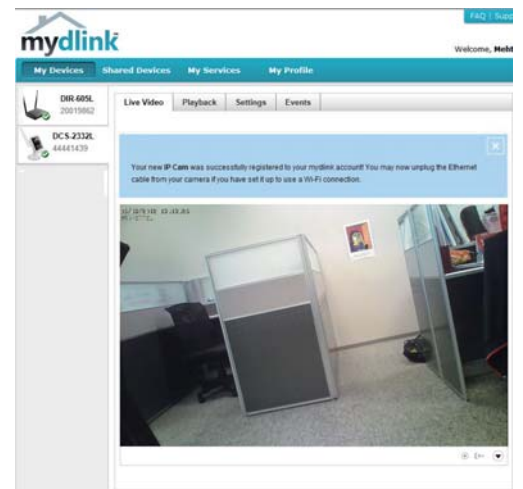 FAQ | Supp
mydlink
Welcome, Meht
My Devices Shared Devices My Services My Profile
DIR-605L
20015862
DCS-2332L
44441439
Live Video Playback Settings Events
Your new IP Cam was successfully registered to your mydlink account! You may now unplug the Ethernet
cable from your camera if you have set it up to use a Wi-Fi connection.